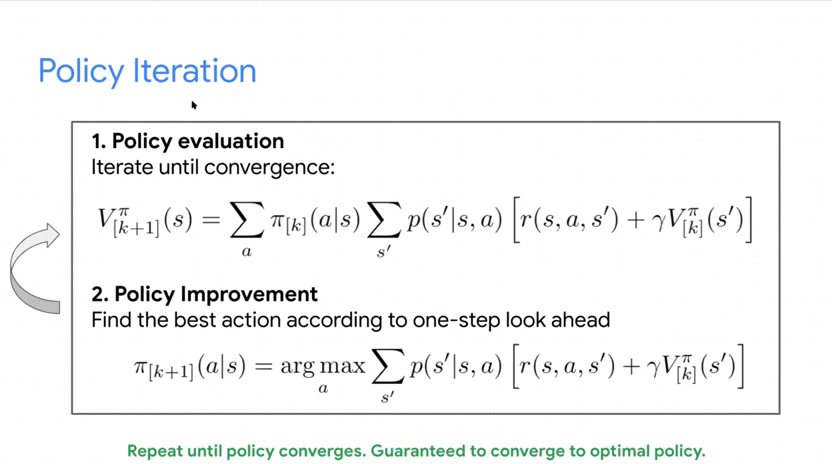 Policy Iteration
1. Policy evaluation
Iterate until convergence:
$V^{\pi}_{[k+1]}(s) = \sum_{a} \pi_{[k]}(a|s) \sum_{s'} p(s'|s,a) \left[ r(s,a,s') + \gamma V^{\pi}_{[k]}(s') \right]$
2. Policy Improvement
Find the best action according to one-step look ahead
$\pi_{[k+1]}(a|s) = \arg\max_{a} \sum_{s'} p(s'|s,a) \left[ r(s,a,s') + \gamma V^{\pi}_{[k]}(s') \right]$
Repeat until policy converges. Guaranteed to converge to optimal policy.